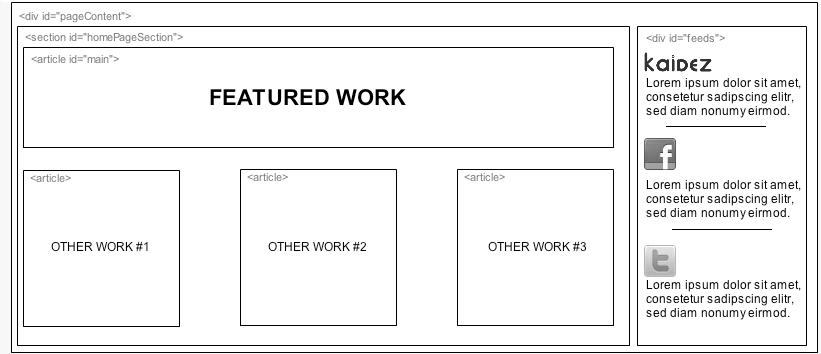 <div id="pageContent">
<section id="homePageSection">
<article id="main">
FEATURED WORK
<article>
OTHER WORK #1
<article>
OTHER WORK #2
<article>
OTHER WORK #3
<div id="feeds">
kaiDEZ
Lorem ipsum dolor sit amet,
consetetur sadipscing elitr,
sed diam nonumy eirmod.
f
Lorem ipsum dolor sit amet,
consetetur sadipscing elitr,
sed diam nonumy eirmod.
t
Lorem ipsum dolor sit amet,
consetetur sadipscing elitr,
sed diam nonumy eirmod.